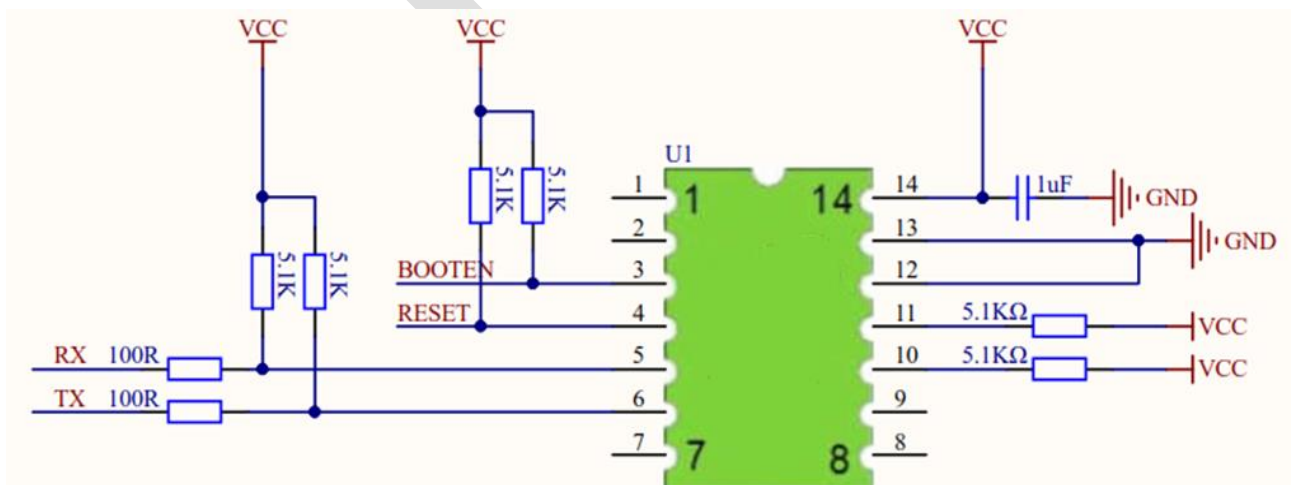 VCC VCC VCC
U1
5.1K 5.1K
1 1 14 14 1uF GND
2 13 GND
5.1K 5.1K
BOOTEN 3 12
RESET 4 11 5.1KΩ VCC
RX 100R 5 10 5.1KΩ VCC
TX 100R 6 9
7 7 8 8